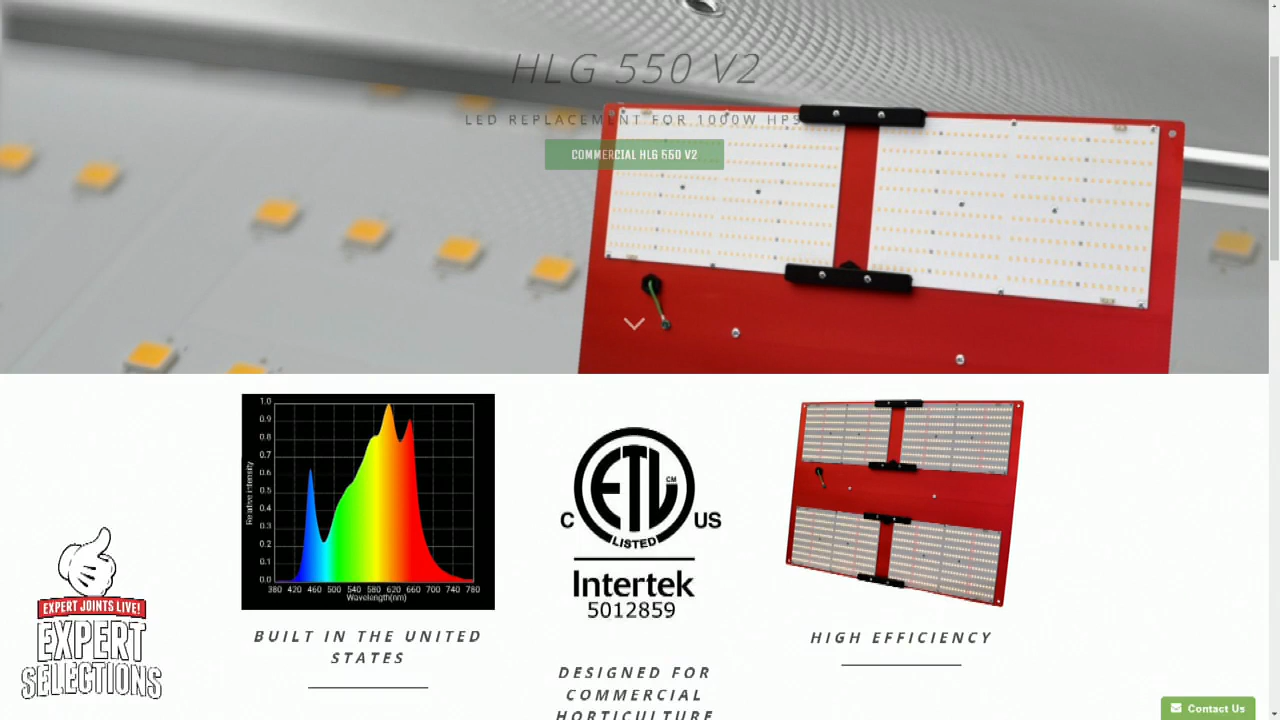 HLG 550 V2
LED REPLACEMENT FOR 1000W HPS
COMMERCIAL HLG 550 V2
1.0
0.9
0.8
0.7
0.6
0.5
0.4
0.3
0.2
0.1
0.0
Relative intensity
380 420 460 500 540 580 620 660 700 740 780
Wavelength(nm)
BUILT IN THE UNITED
STATES
ETL
CM
C US
LISTED
Intertek
5012859
DESIGNED FOR
COMMERCIAL
HORTICULTURE
HIGH EFFICIENCY
EXPERT JOINTS LIVE!
EXPERT
SELECTIONS
Contact Us